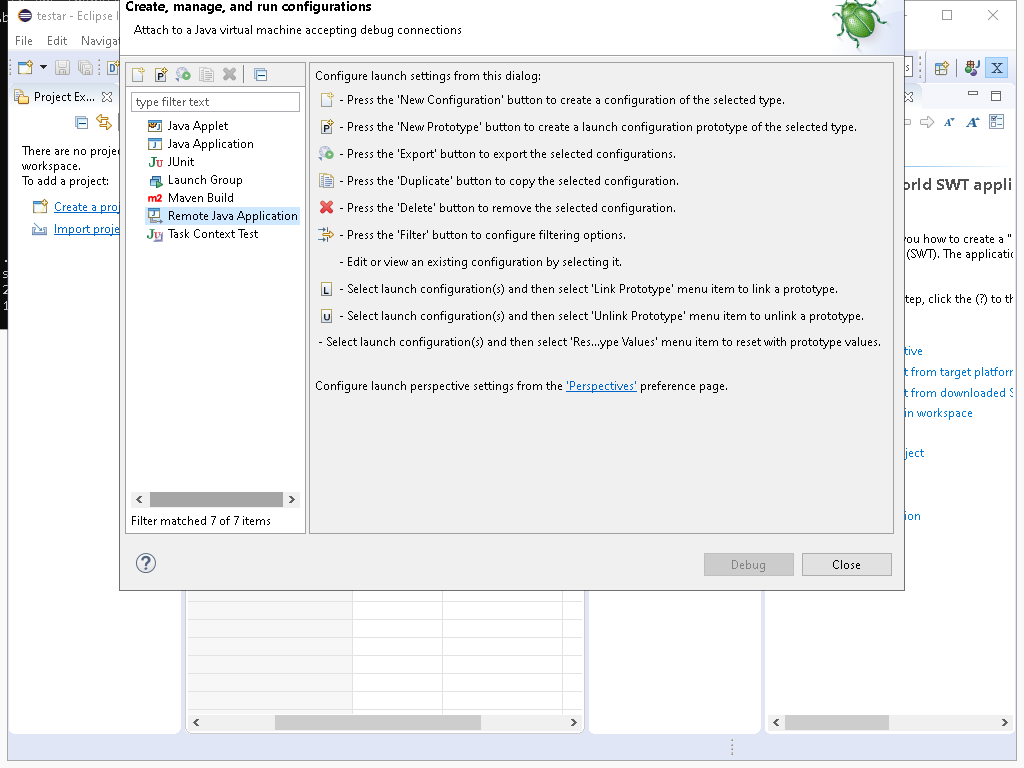 Create, manage, and run configurations
testar - Eclipse I
Attach to a Java virtual machine accepting debug connections
File Edit Navigat
Project Ex...
type filter text
Configure launch settings from this dialog:
- Press the 'New Configuration' button to create a configuration of the selected type.
- Press the 'New Prototype' button to create a launch configuration prototype of the selected type.
- Press the 'Export' button to export the selected configurations.
- Press the 'Duplicate' button to copy the selected configuration.
- Press the 'Delete' button to remove the selected configuration.
- Press the 'Filter' button to configure filtering options.
- Edit or view an existing configuration by selecting it.
L - Select launch configuration(s) and then select 'Link Prototype' menu item to link a prototype.
U - Select launch configuration(s) and then select 'Unlink Prototype' menu item to unlink a prototype.
- Select launch configuration(s) and then select 'Res...ype Values' menu item to reset with prototype values.
Configure launch perspective settings from the 'Perspectives' preference page.
Java Applet
Java Application
Ju JUnit
Launch Group
m2 Maven Build
Remote Java Application
Task Context Test
Filter matched 7 of 7 items
There are no proje
workspace.
To add a project:
Create a proj
Import proje
Debug
Close
orld SWT appli
you how to create a "
(SWT). The applicatio
tep, click the (?) to th
tive
t from target platforr
t from downloaded S
in workspace
ject
ion